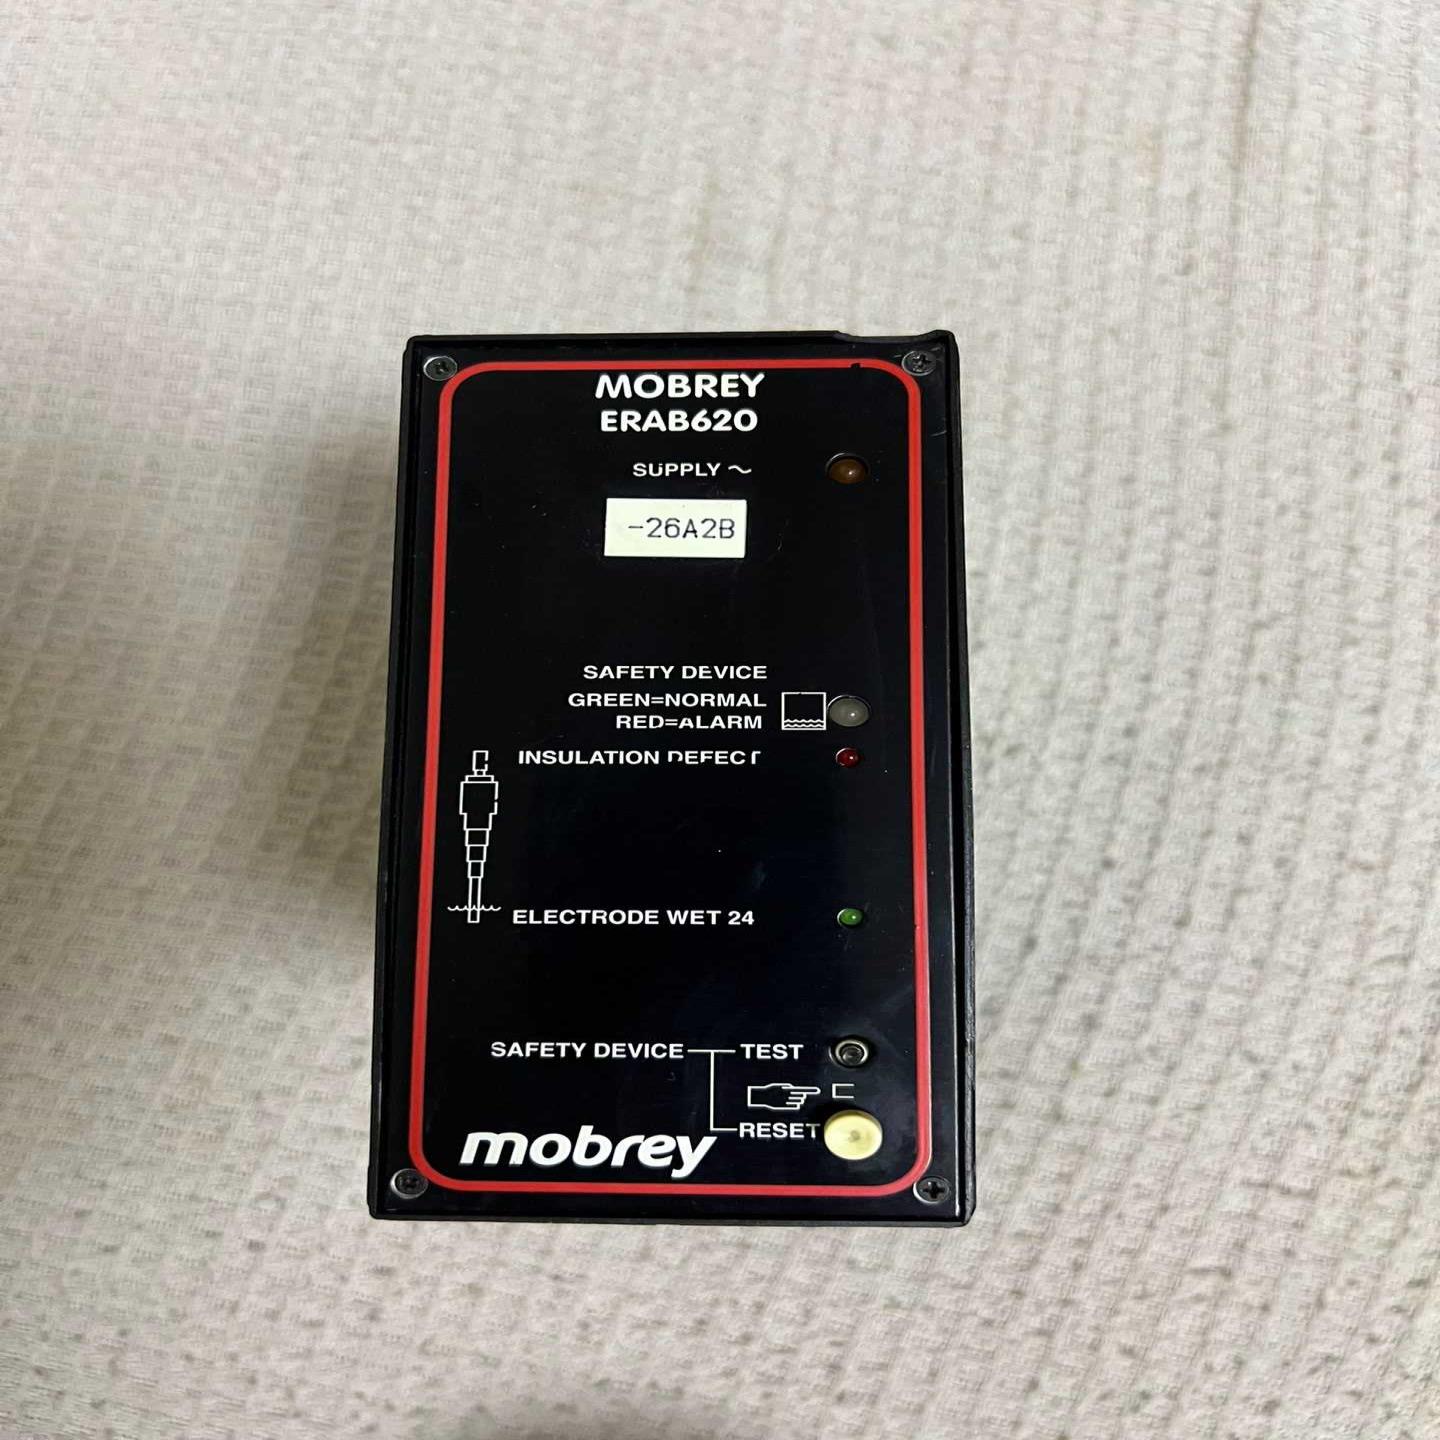 MOBREY
ERAB620
SUPPLY ~
-26A2B
SAFETY DEVICE
GREEN=NORMAL
RED=ALARM
INSULATION DEFECT
ELECTRODE WET 24
SAFETY DEVICE TEST
RESET
mobrey